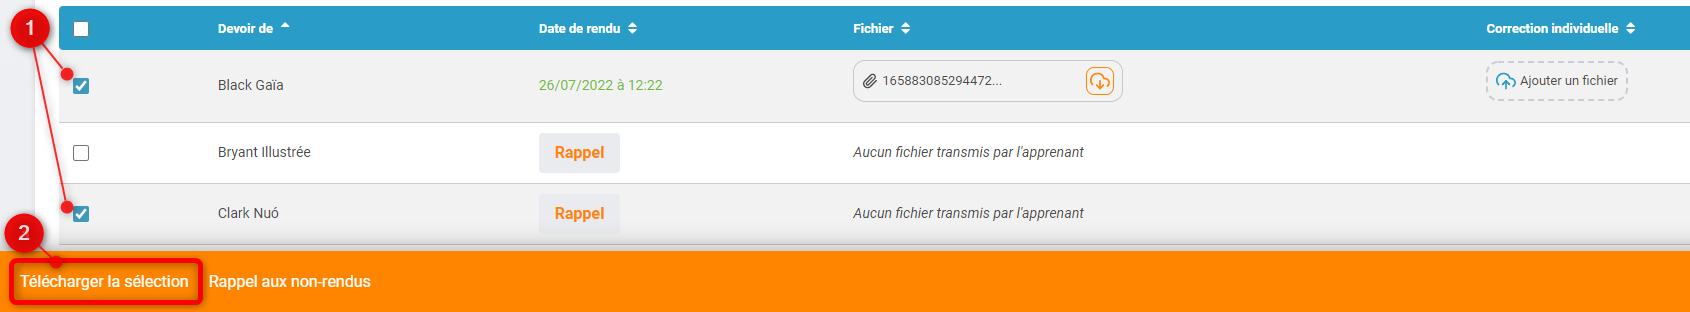 1
Devoir de Date de rendu Fichier Correction individuelle
Black Gaïa 26/07/2022 à 12:22 165883085294472... Ajouter un fichier
Bryant Illustrée Rappel Aucun fichier transmis par l'apprenant
Clark Nuó Rappel Aucun fichier transmis par l'apprenant
2
Télécharger la sélection Rappel aux non-rendus